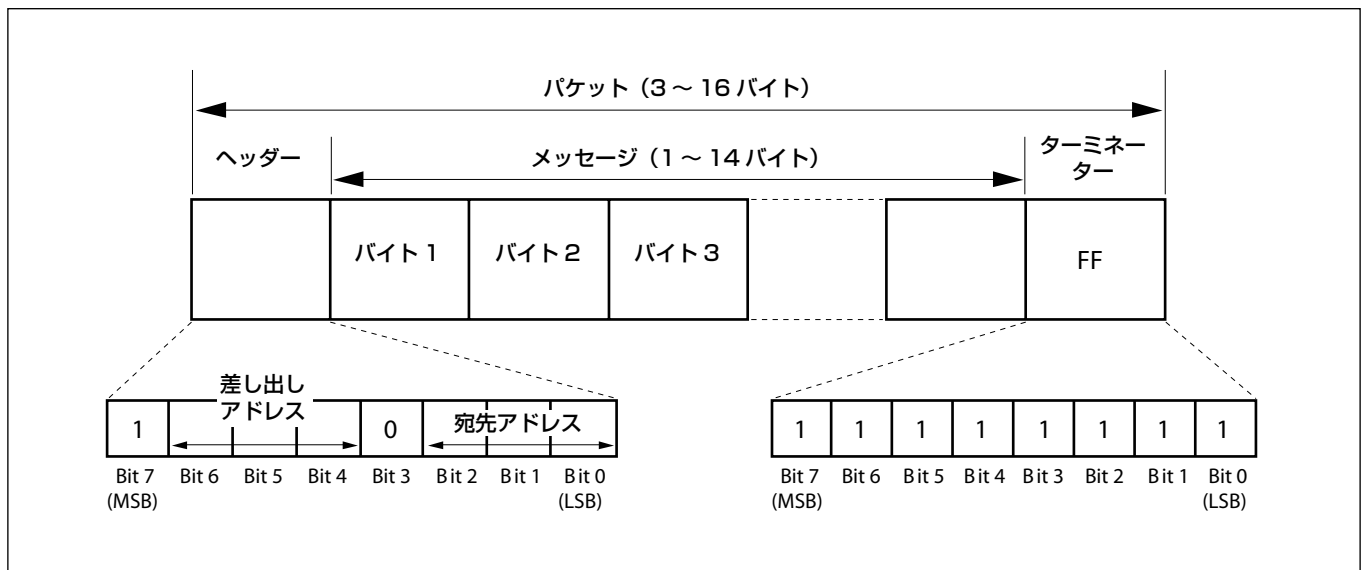 パケット（3 ～ 16 バイト）
ヘッダー
メッセージ（1 ～ 14 バイト）
ターミネー
ター
バイト 1
バイト 2
バイト 3
FF
差し出し
アドレス
1
0
宛先アドレス
Bit 7
(MSB)
Bit 6
Bit 5
Bit 4
Bit 3
Bit 2
Bit 1
Bit 0
(LSB)
1
1
1
1
1
1
1
1
Bit 7
(MSB)
Bit 6
Bit 5
Bit 4
Bit 3
Bit 2
Bit 1
Bit 0
(LSB)